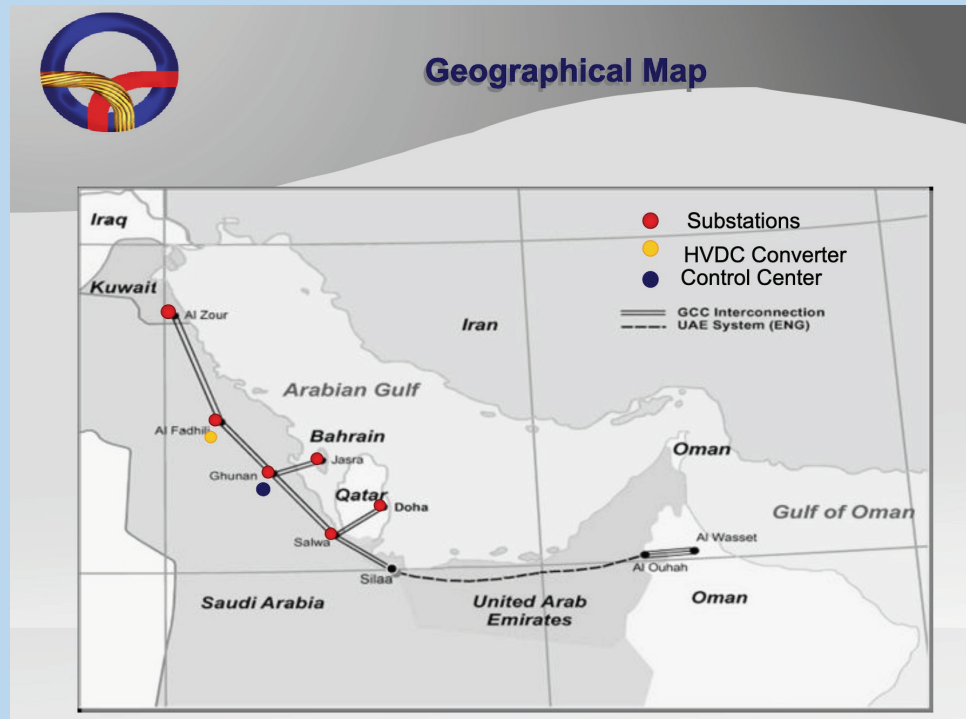 Geographical Map
Iraq
Substations
HVDC Converter
Control Center
Kuwait
GCC Interconnection
UAE System (ENG)
Al Zour
Iran
Arabian Gulf
Al Fadhili
Bahrain
Oman
Jasra
Ghunan
Qatar
Doha
Gulf of Oman
Salwa
Al Wasset
Al Ouhah
Silaa
Saudi Arabia
United Arab
Emirates
Oman